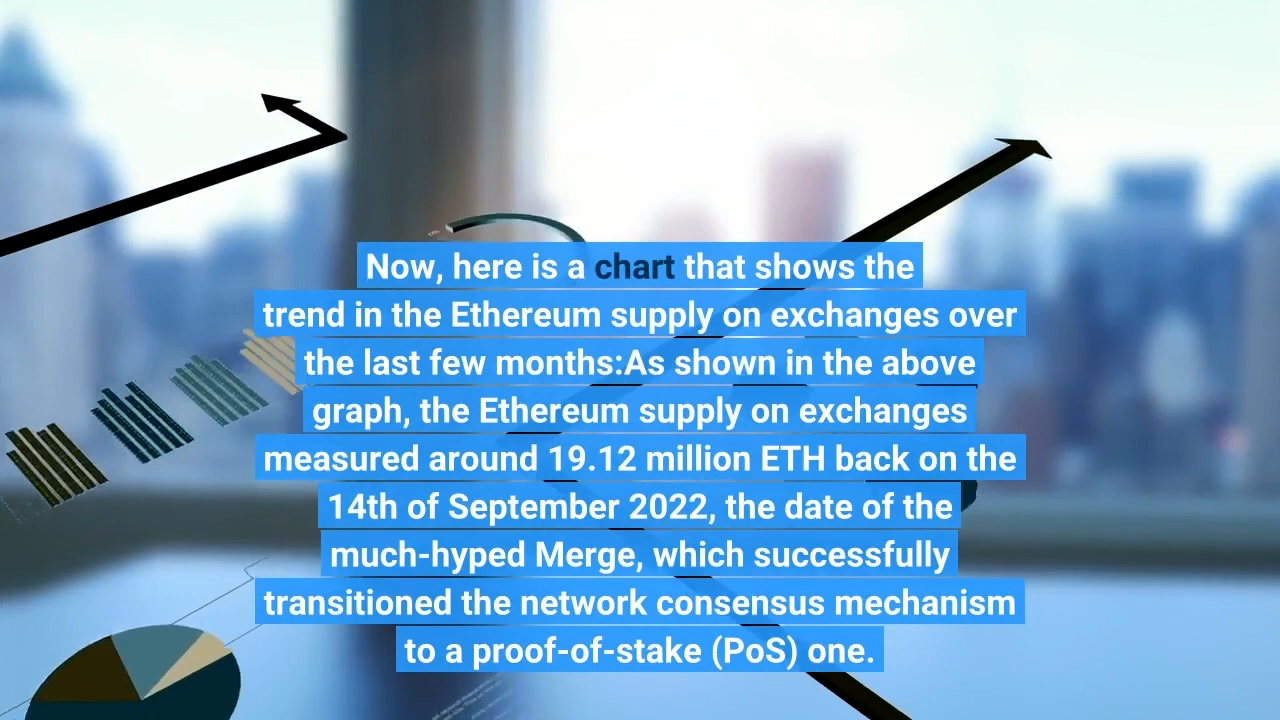 Now, here is a chart that shows the
trend in the Ethereum supply on exchanges over
the last few months:As shown in the above
graph, the Ethereum supply on exchanges
measured around 19.12 million ETH back on the
14th of September 2022, the date of the
much-hyped Merge, which successfully
transitioned the network consensus mechanism
to a proof-of-stake (PoS) one.